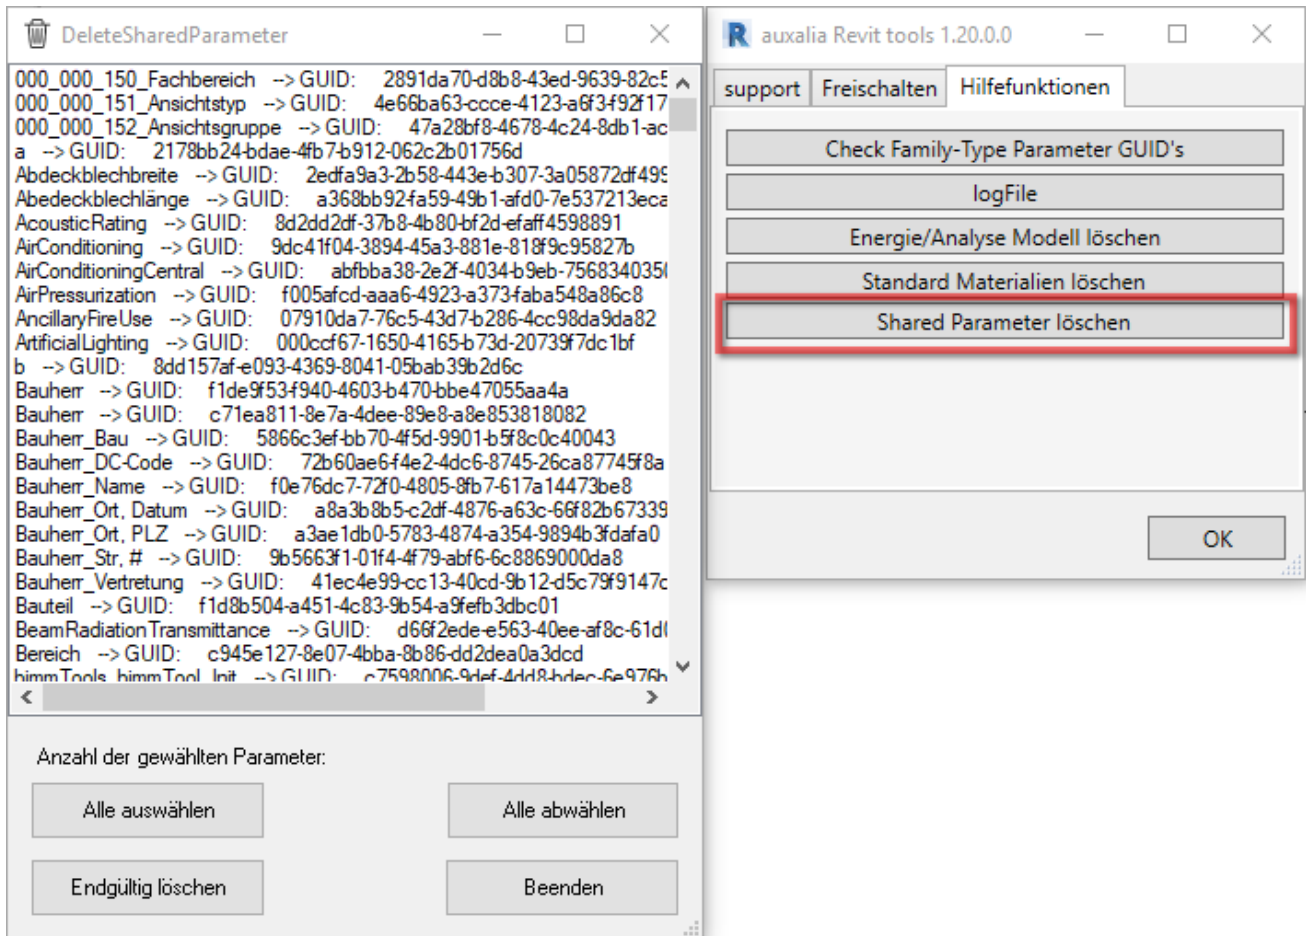 DeleteSharedParameter
000_000_150_Fachbereich --> GUID: 2891da70-d8b8-43ed-9639-82c5
000_000_151_Ansichtstyp --> GUID: 4e66ba63-ccce-4123-a6f3-f92f17
000_000_152_Ansichtsgruppe --> GUID: 47a28bf8-4678-4c24-8db1-ac
a --> GUID: 2178bb24-bdae-4fb7-b912-062c2b01756d
Abdeckblechbreite --> GUID: 2edfa9a3-2b58-443e-b307-3a05872df499
Abedeckblechlänge --> GUID: a368bb92-fa59-49b1-afd0-7e537213eca
AcousticRating --> GUID: 8d2dd2df-37b8-4b80-bf2d-efaff4598891
AirConditioning --> GUID: 9dc41f04-3894-45a3-881e-818f9c95827b
AirConditioningCentral --> GUID: abfbba38-2e2f-4034-b9eb-7568340350
AirPressurization --> GUID: f005afcd-aaa6-4923-a373-faba548a86c8
AncillaryFireUse --> GUID: 07910da7-76c5-43d7-b286-4cc98da9da82
ArtificialLighting --> GUID: 000ccf67-1650-4165-b73d-20739f7dc1bf
b --> GUID: 8dd157af-e093-4369-8041-05bab39b2d6c
Bauherr --> GUID: f1de9f53-f940-4603-b470-bbe47055aa4a
Bauherr --> GUID: c71ea811-8e7a-4dee-89e8-a8e853818082
Bauherr_Bau --> GUID: 5866c3ef-bb70-4f5d-9901-b5f8c0c40043
Bauherr_DC-Code --> GUID: 72b60ae6-f4e2-4dc6-8745-26ca87745f8a
Bauherr_Name --> GUID: f0e76dc7-72f0-4805-8fb7-617a14473be8
Bauherr_Ort, Datum --> GUID: a8a3b8b5-c2df-4876-a63c-66f82b67339
Bauherr_Ort, PLZ --> GUID: a3ae1db0-5783-4874-a354-9894b3fdafa0
Bauherr_Str, # --> GUID: 9b5663f1-01f4-4f79-abf6-6c8869000da8
Bauherr_Vertretung --> GUID: 41ec4e99-cc13-40cd-9b12-d5c79f9147c
Bauteil --> GUID: f1d8b504-a451-4c83-9b54-a9fefb3dbc01
BeamRadiationTransmittance --> GUID: d66f2ede-e563-40ee-af8c-61d
Bereich --> GUID: c945e127-8e07-4bba-8b86-dd2dea0a3dcd
bimmTools_bimmTool_Init --> GUID: c7598006-9def-4dd8-bdec-6e976b
Anzahl der gewählten Parameter:
Alle auswählen
Alle abwählen
Endgültig löschen
Beenden
R auxalia Revit tools 1.20.0.0
support
Freischalten
Hilfefunktionen
Check Family-Type Parameter GUID's
logFile
Energie/Analyse Modell löschen
Standard Materialien löschen
Shared Parameter löschen
OK